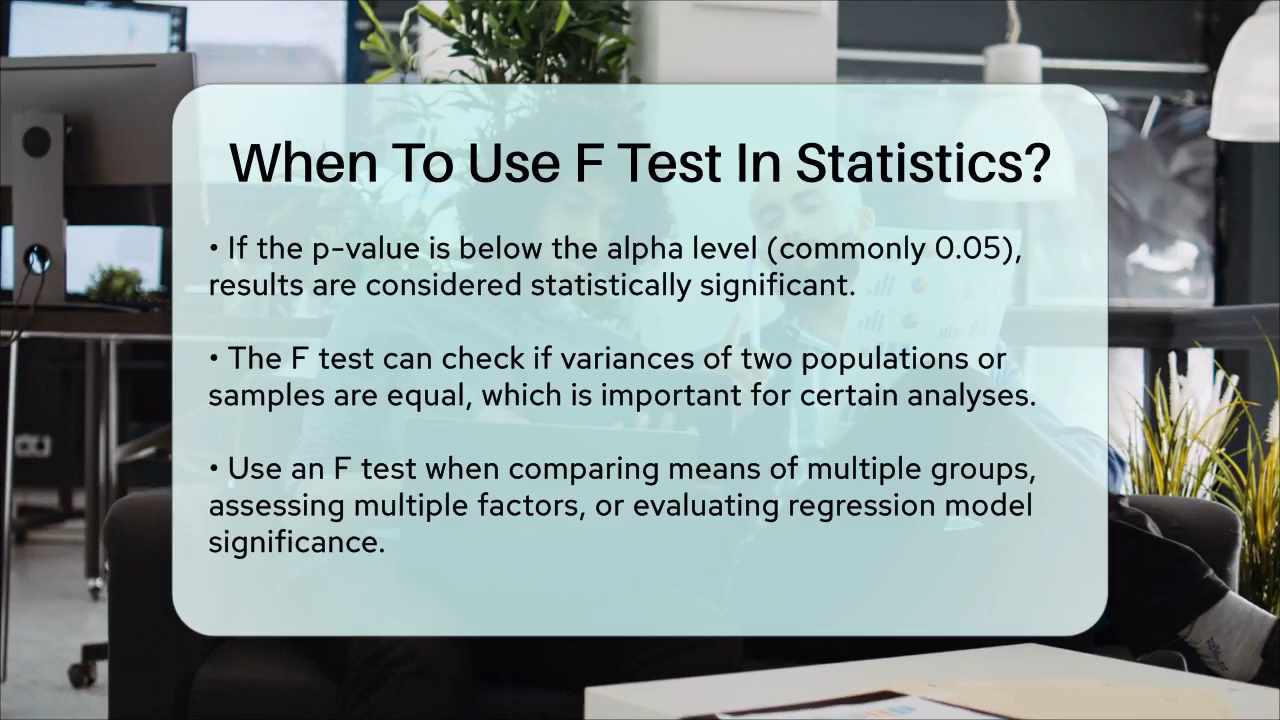 When To Use F Test In Statistics?
• If the p-value is below the alpha level (commonly 0.05),
results are considered statistically significant.
• The F test can check if variances of two populations or
samples are equal, which is important for certain analyses.
• Use an F test when comparing means of multiple groups,
assessing multiple factors, or evaluating regression model
significance.